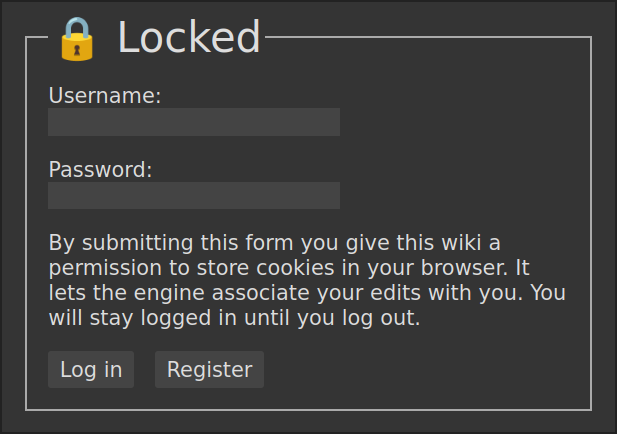 🔒 Locked
Username:
Password:
By submitting this form you give this wiki a
permission to store cookies in your browser. It
lets the engine associate your edits with you. You
will stay logged in until you log out.
Log in Register